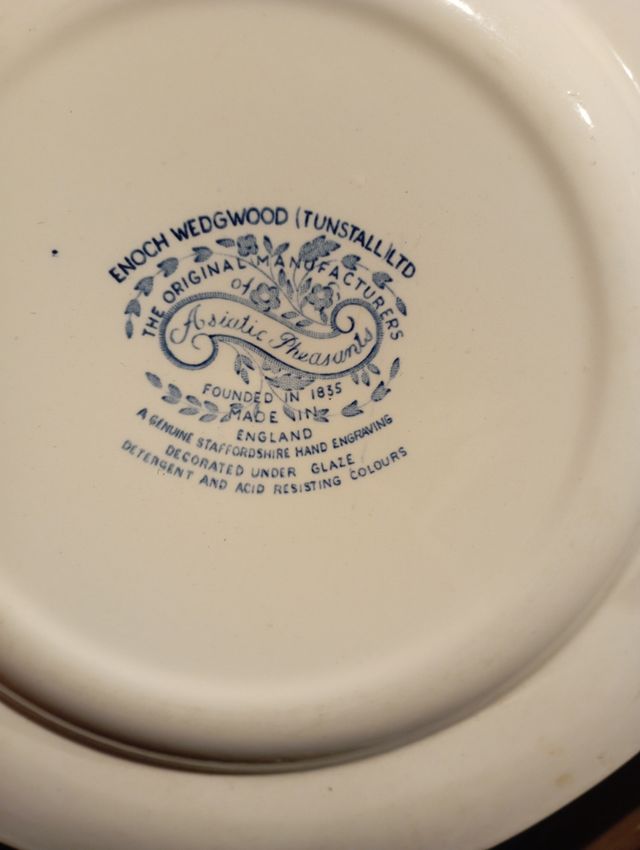 ENOCH WEDGWOOD (TUNSTALL) LTD
THE ORIGINAL MANUFACTURERS
of
Asiatic Pheasants
FOUNDED IN 1835
MADE IN
ENGLAND
A GENUINE STAFFORDSHIRE HAND ENGRAVING
DECORATED UNDER GLAZE
DETERGENT AND ACID RESISTING COLOURS